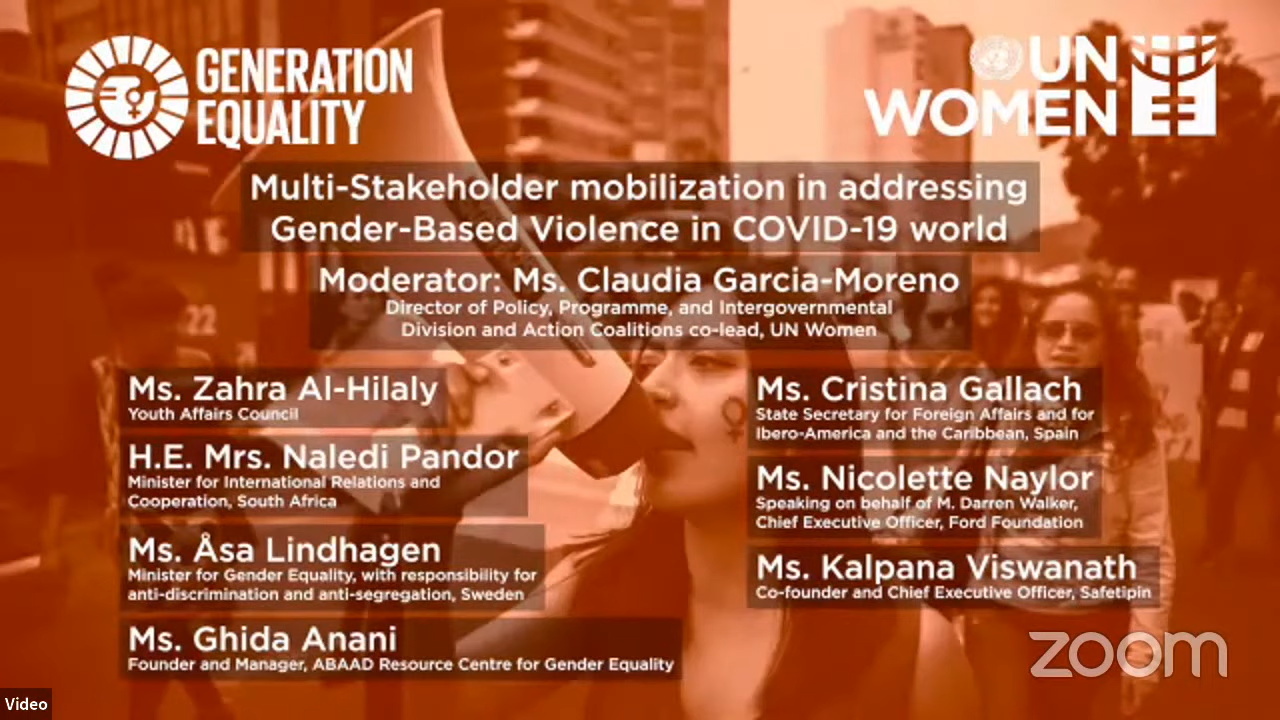 GENERATION
EQUALITY
UN
WOMEN
Multi-Stakeholder mobilization in addressing
Gender-Based Violence in COVID-19 world
Moderator: Ms. Claudia Garcia-Moreno
Director of Policy, Programme, and Intergovernmental
Division and Action Coalitions co-lead, UN Women
Ms. Zahra Al-Hilaly
Youth Affairs Council
H.E. Mrs. Naledi Pandor
Minister for International Relations and
Cooperation, South Africa
Ms. Åsa Lindhagen
Minister for Gender Equality, with responsibility for
anti-discrimination and anti-segregation, Sweden
Ms. Ghida Anani
Founder and Manager, ABAAD Resource Centre for Gender Equality
Ms. Cristina Gallach
State Secretary for Foreign Affairs and for
Ibero-America and the Caribbean, Spain
Ms. Nicolette Naylor
Speaking on behalf of M. Darren Walker,
Chief Executive Officer, Ford Foundation
Ms. Kalpana Viswanath
Co-founder and Chief Executive Officer, Safetipin
zoom
Video
22